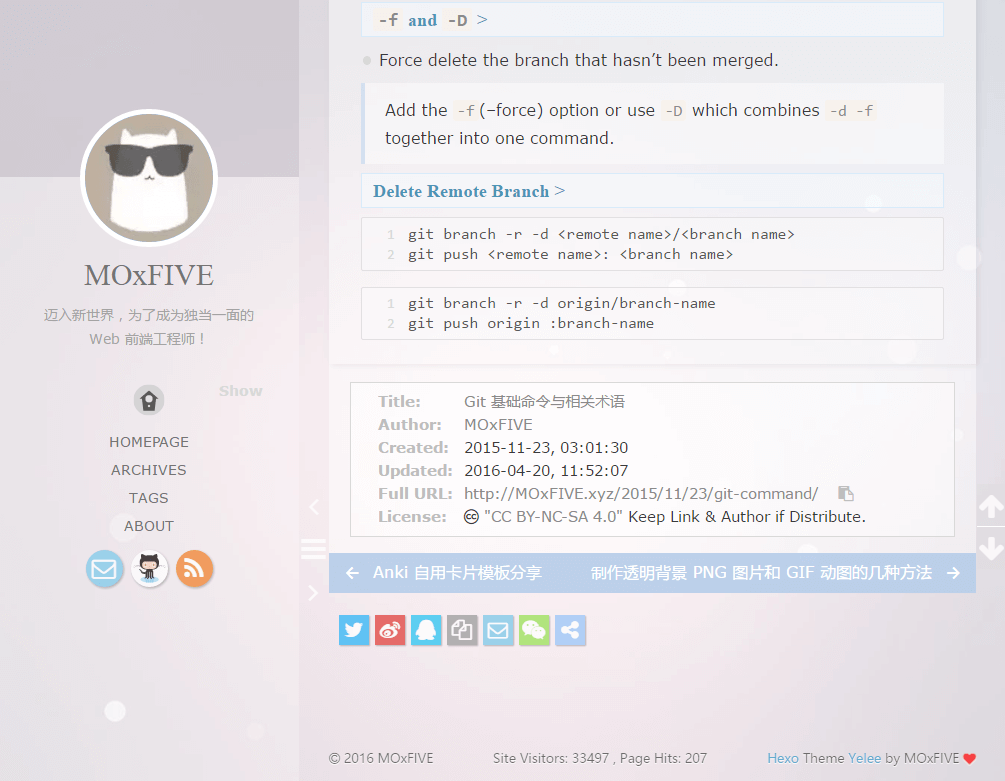 MOxFIVE
迈入新世界，为了成为独当一面的
Web 前端工程师！
Show
HOMEPAGE
ARCHIVES
TAGS
ABOUT
-f and -D >
Force delete the branch that hasn’t been merged.
Add the -f(–force) option or use -D which combines -d -f
together into one command.
Delete Remote Branch >
1 git branch -r -d <remote name>/<branch name>
2 git push <remote name>: <branch name>
1 git branch -r -d origin/branch-name
2 git push origin :branch-name
Title: Git 基础命令与相关术语
Author: MOxFIVE
Created: 2015-11-23, 03:01:30
Updated: 2016-04-20, 11:52:07
Full URL: http://MOxFIVE.xyz/2015/11/23/git-command/
License: "CC BY-NC-SA 4.0" Keep Link & Author if Distribute.
← Anki 自用卡片模板分享 制作透明背景 PNG 图片和 GIF 动图的几种方法 →
© 2016 MOxFIVE Site Visitors: 33497 , Page Hits: 207 Hexo Theme Yelee by MOxFIVE ❤